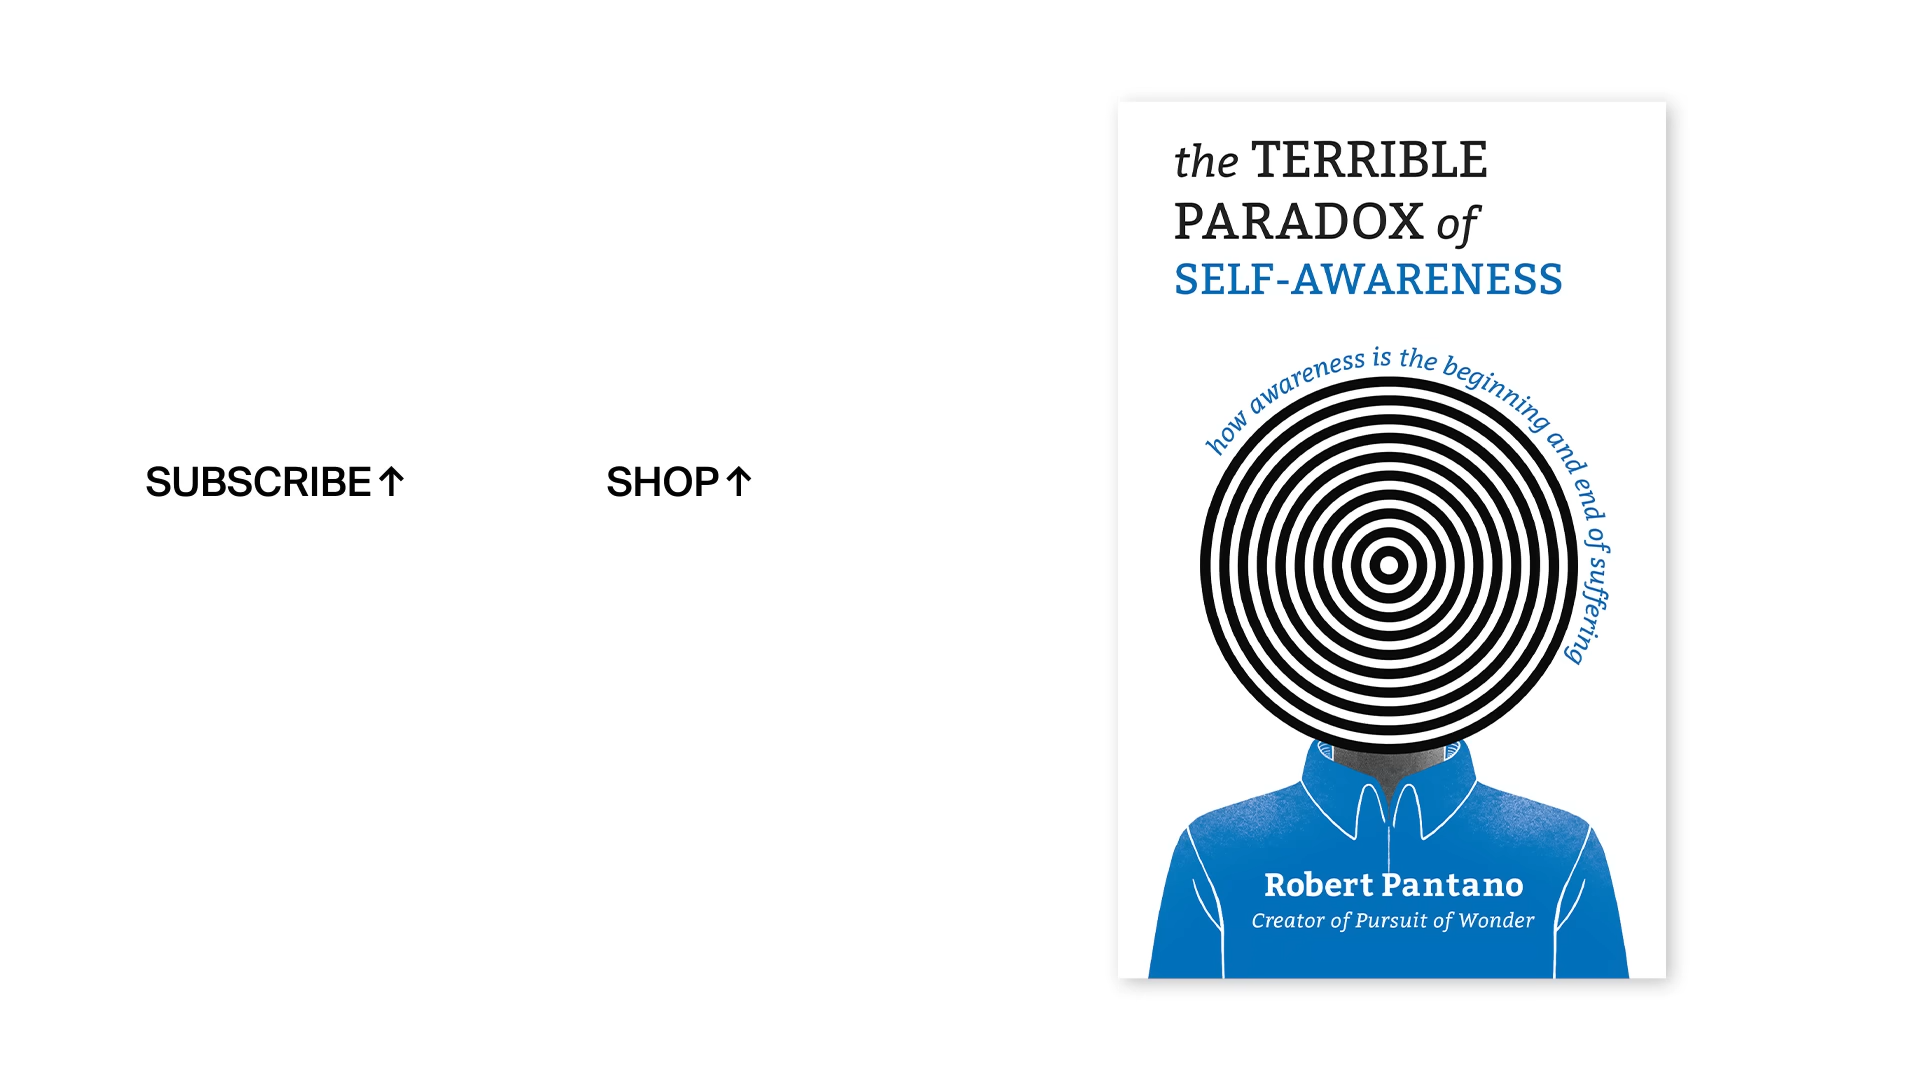 SUBSCRIBE↑
SHOP↑
the TERRIBLE
PARADOX of
SELF-AWARENESS
how awareness is the beginning and end of suffering
Robert Pantano
Creator of Pursuit of Wonder